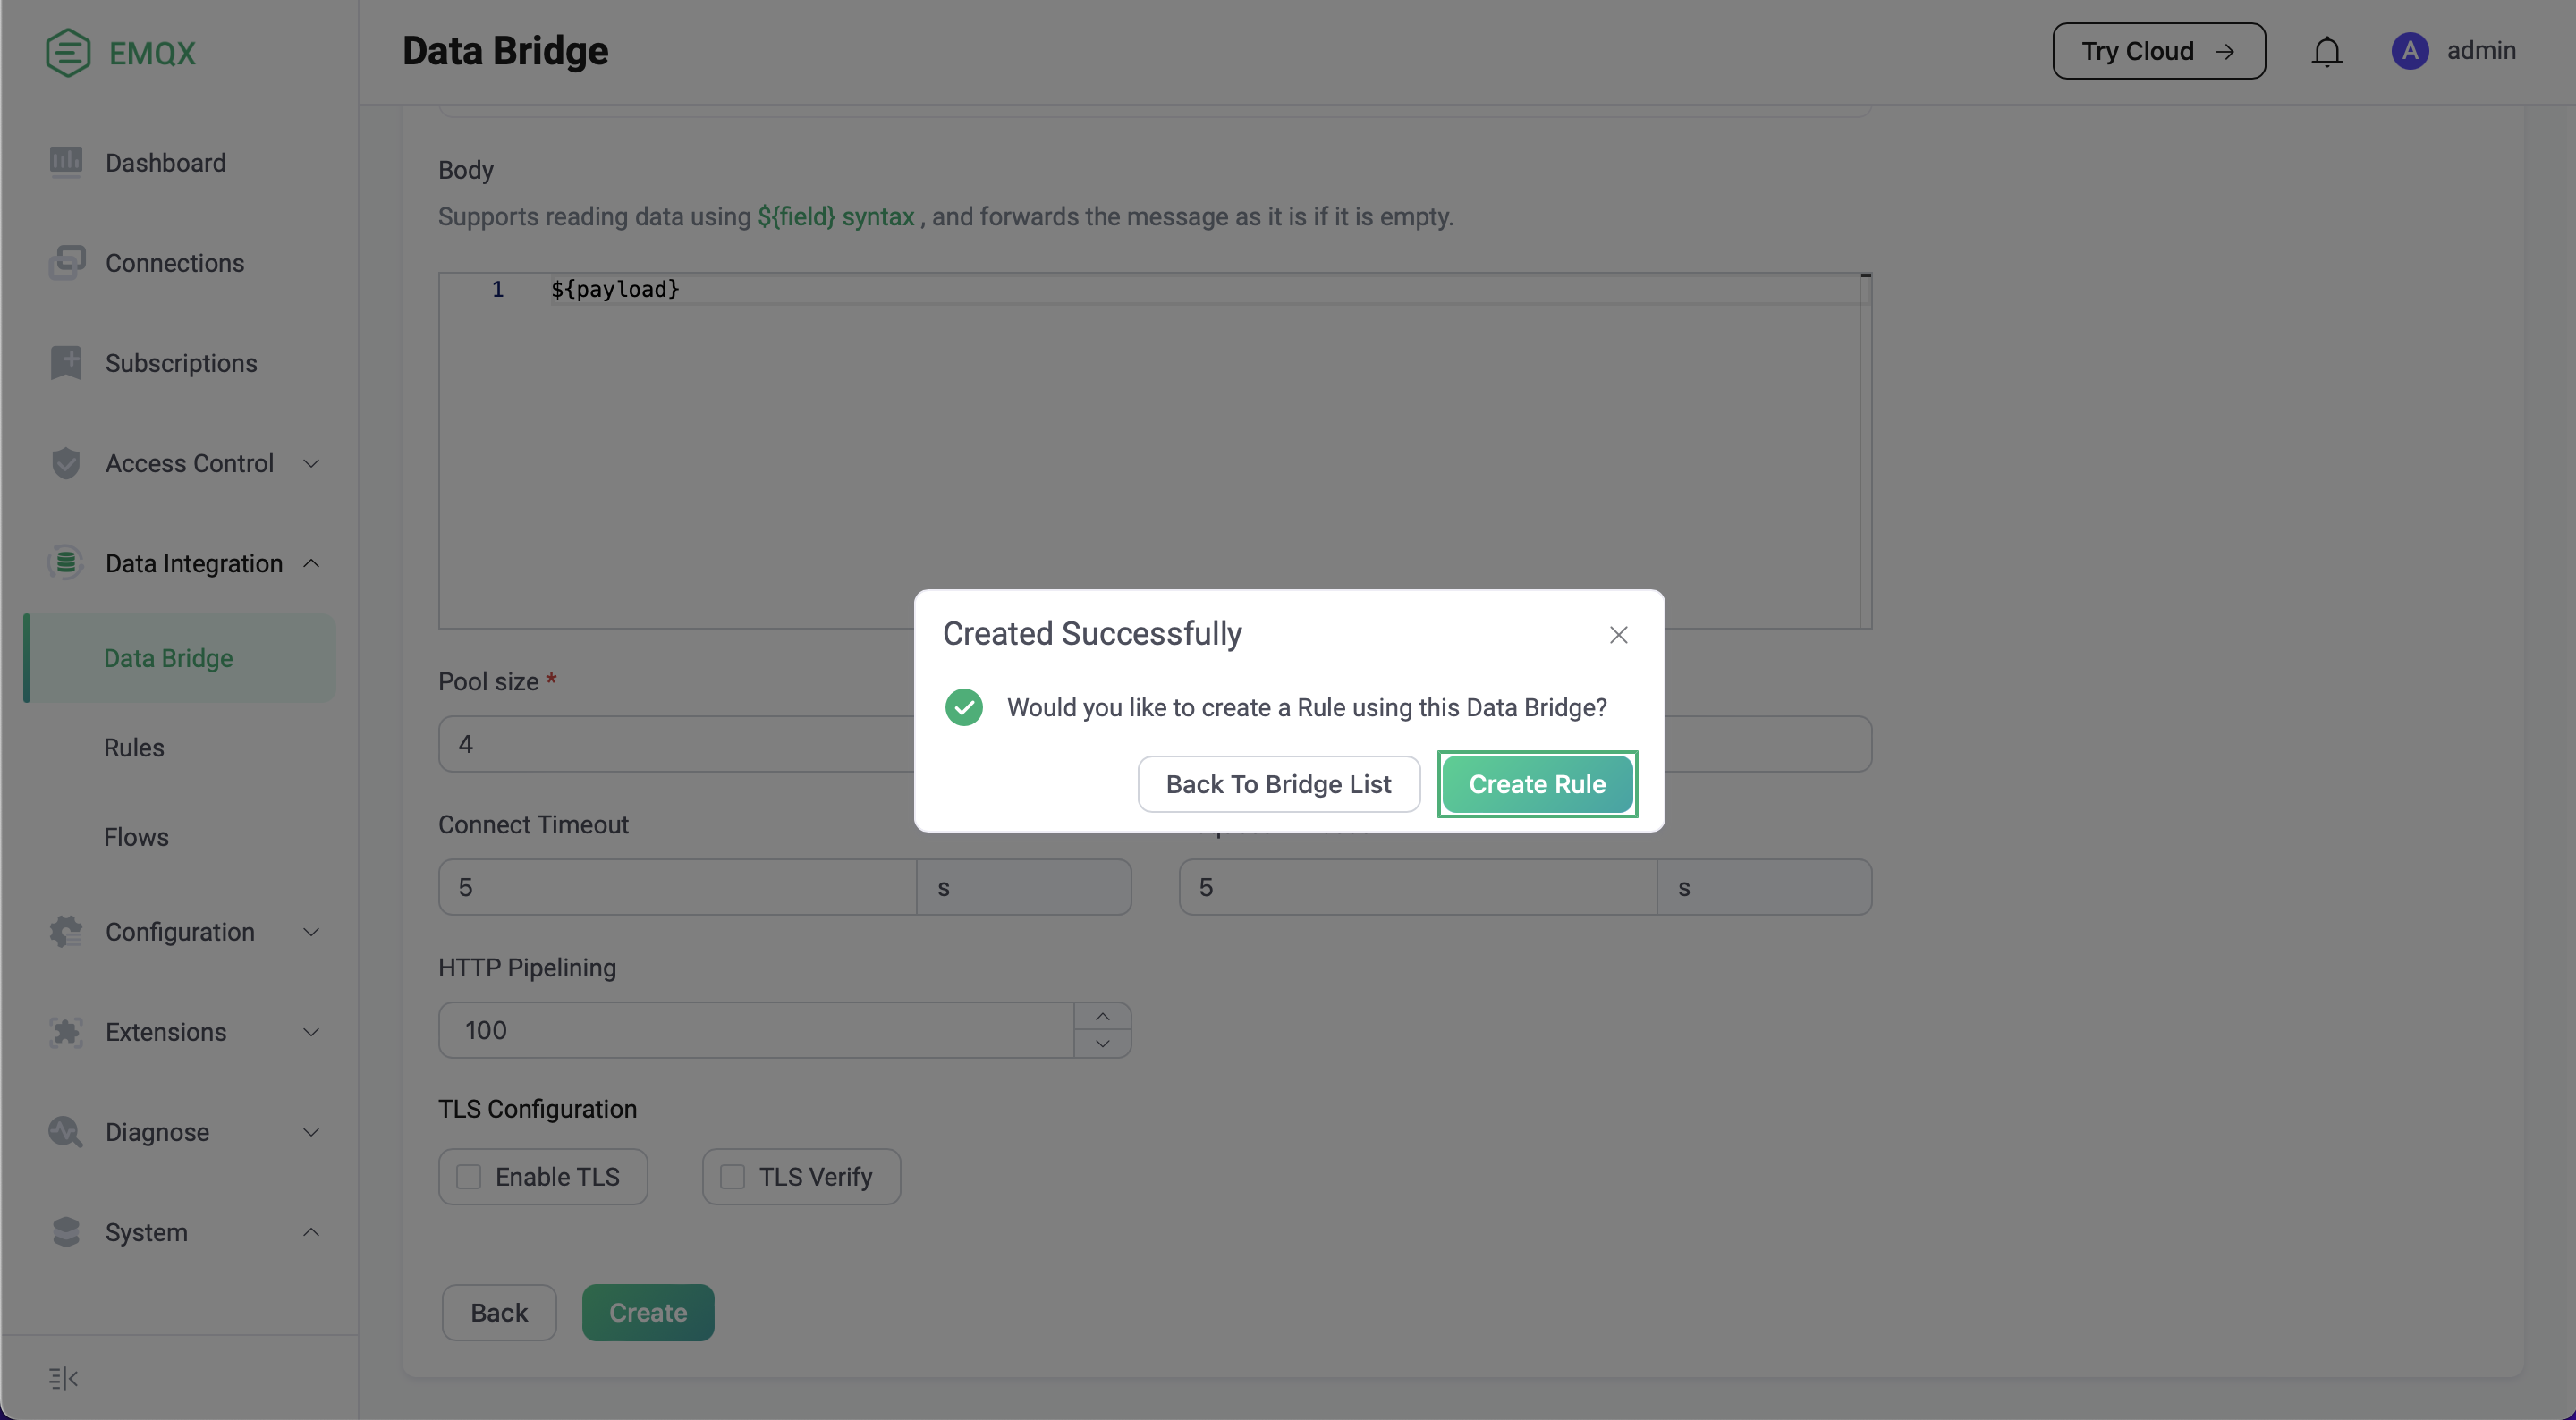 EMQX
Data Bridge
Try Cloud →
A admin
Dashboard
Connections
Subscriptions
Access Control
Data Integration
Data Bridge
Rules
Flows
Configuration
Extensions
Diagnose
System
Body
Supports reading data using ${field} syntax , and forwards the message as it is if it is empty.
1 ${payload}
Created Successfully
Would you like to create a Rule using this Data Bridge?
Back To Bridge List Create Rule
Pool size *
4
Connect Timeout
5 s 5 s
HTTP Pipelining
100
TLS Configuration
Enable TLS TLS Verify
Back Create